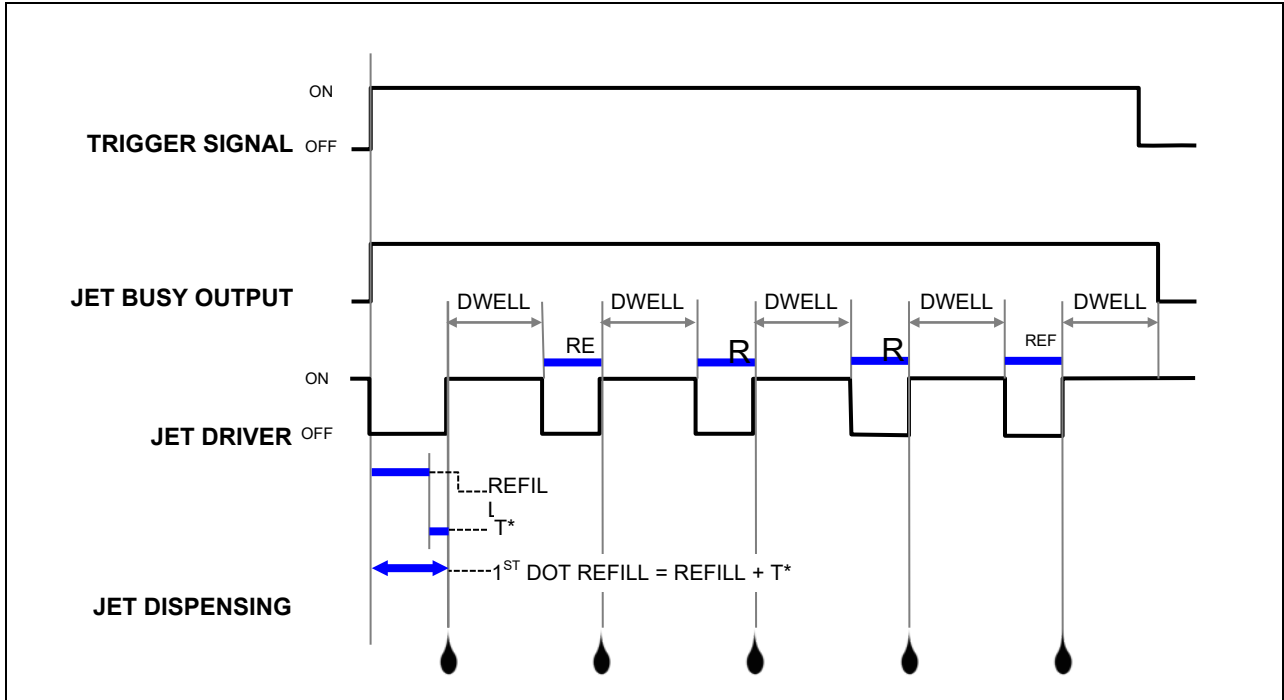 ON
TRIGGER SIGNAL OFF
JET BUSY OUTPUT
DWELL DWELL DWELL DWELL DWELL
RE R R REF
ON
JET DRIVER OFF
REFIL
L
T*
1ST DOT REFILL = REFILL + T*
JET DISPENSING